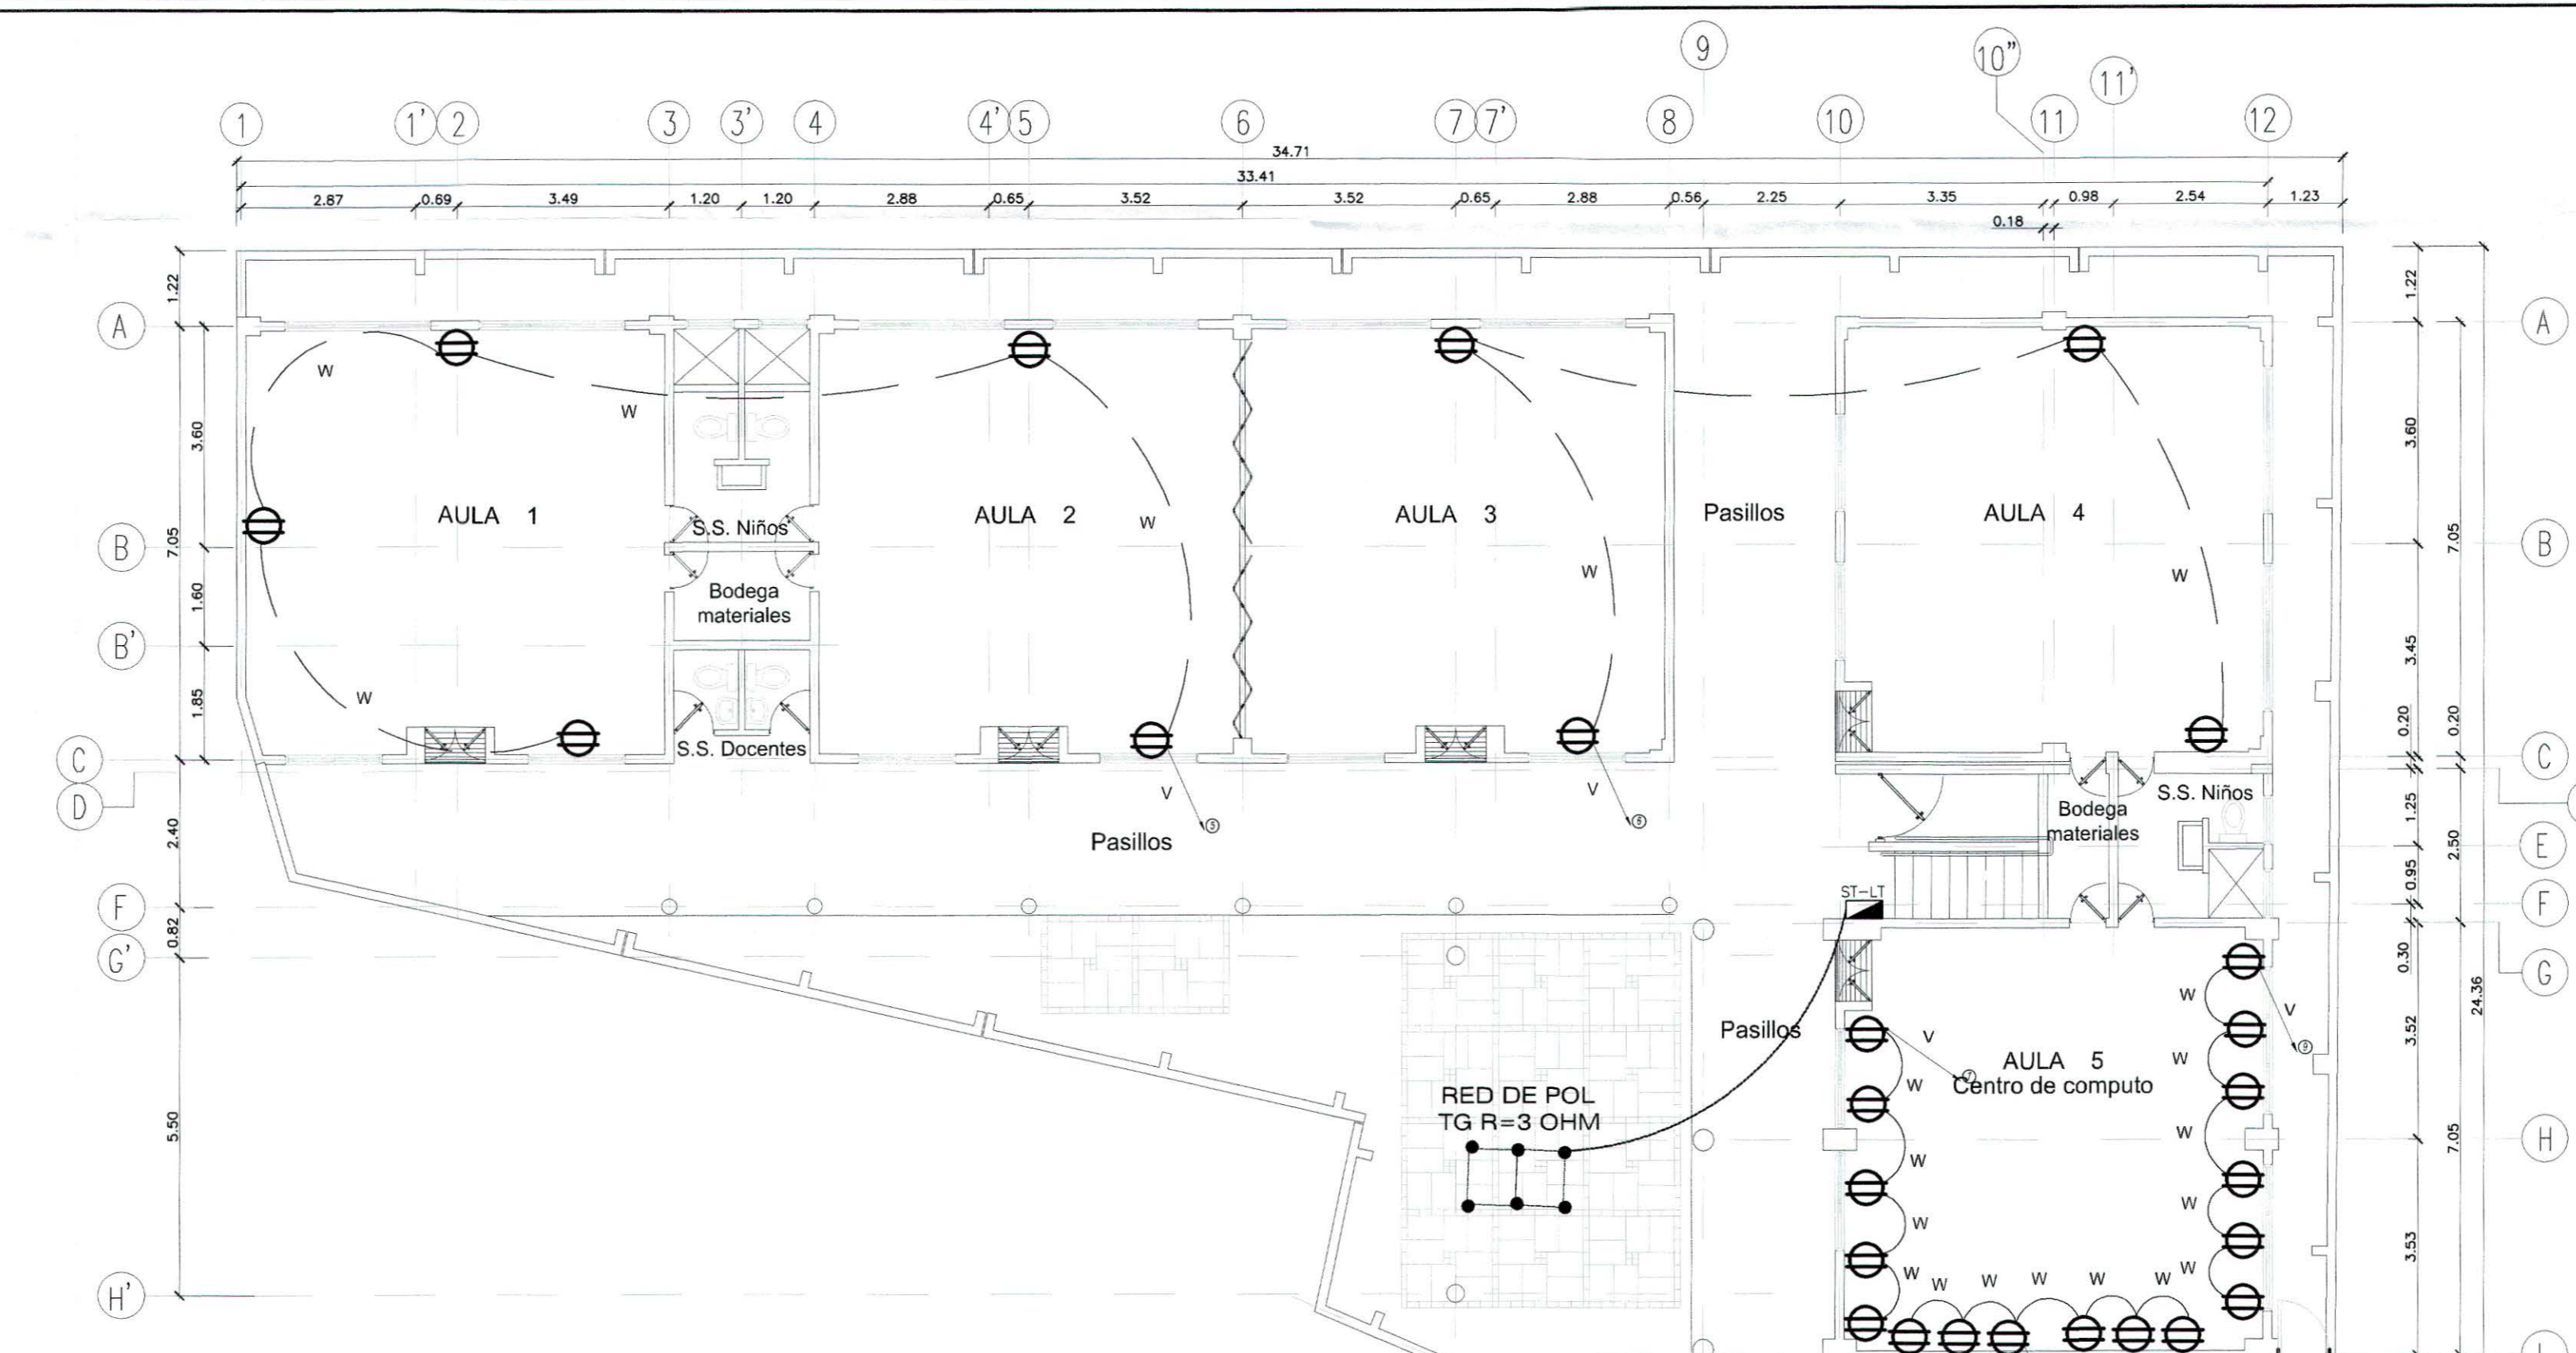 9
10"
11'
1
1'
2
3
3'
4
4'
5
6
7
7'
8
10
11
12
34.71
33.41
2.87
0.69
3.49
1.20
1.20
2.88
0.65
3.52
3.52
0.65
2.88
0.56
2.25
3.35
0.98
2.54
1.23
0.18
1.22
1.22
A
A
W
W
3.60
3.60
AULA 1
AULA 2
AULA 3
Pasillos
AULA 4
W
S.S. Niños
B
7.05
7.05
B
W
W
Bodega
materiales
1.60
B'
3.45
W
1.85
0.20
0.20
S.S. Docentes
C
C
D
V
V
5
6
S.S. Niños
Bodega
materiales
1.25
2.40
Pasillos
2.50
E
0.95
ST-LT
F
F
0.82
G'
0.30
G
W
V
24.36
Pasillos
V
3.52
9
W
AULA 5
7
Centro de computo
W
RED DE POL
TG R=3 OHM
5.50
W
H
7.05
W
W
W
3.53
W
W
W
W
W
W
W
H'